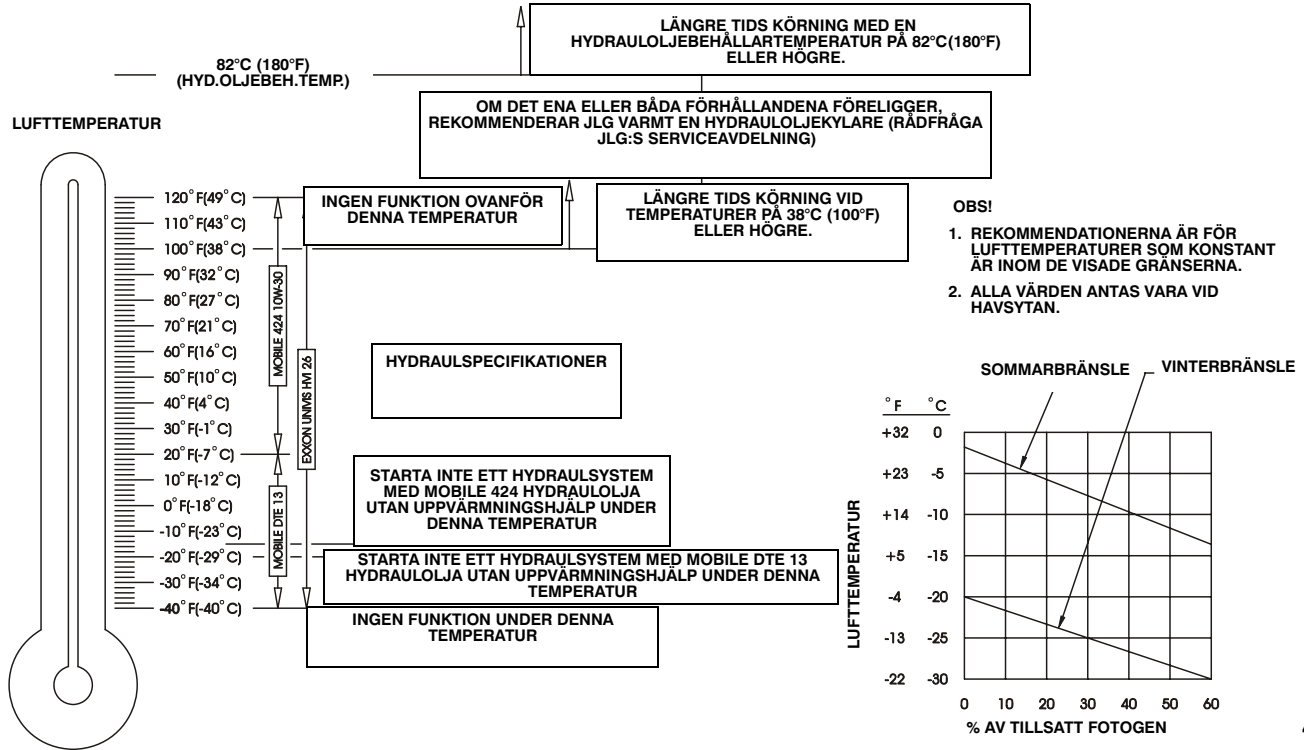 LÄNGRE TIDS KÖRNING MED EN
HYDRAULOLJEBEHÅLLARTEMPERATUR PÅ 82°C(180°F)
ELLER HÖGRE.
82°C (180°F)
(HYD.OLJEBEH.TEMP.)
OM DET ENA ELLER BÅDA FÖRHÅLLANDENA FÖRELIGGER,
REKOMMENDERAR JLG VARMT EN HYDRAULOLJEKYLARE (RÅDFRÅGA
JLG:S SERVICEAVDELNING)
LUFTTEMPERATUR
120°F(49°C)
110°F(43°C)
100°F(38°C)
90°F(32°C)
80°F(27°C)
70°F(21°C)
60°F(16°C)
50°F(10°C)
40°F(4°C)
30°F(-1°C)
20°F(-7°C)
10°F(-12°C)
0°F(-18°C)
-10°F(-23°C)
-20°F(-29°C)
-30°F(-34°C)
-40°F(-40°C)
MOBILE 424 10W-30
MOBILE DTE 13
EXXON UNIVIS HVI 26
INGEN FUNKTION OVANFÖR
DENNA TEMPERATUR
LÄNGRE TIDS KÖRNING VID
TEMPERATURER PÅ 38°C (100°F)
ELLER HÖGRE.
HYDRAULSPECIFIKATIONER
STARTA INTE ETT HYDRAULSYSTEM
MED MOBILE 424 HYDRAULOLJA
UTAN UPPVÄRMNINGSHJÄLP UNDER
DENNA TEMPERATUR
STARTA INTE ETT HYDRAULSYSTEM MED MOBILE DTE 13
HYDRAULOLJA UTAN UPPVÄRMNINGSHJÄLP UNDER DENNA
TEMPERATUR
INGEN FUNKTION UNDER DENNA
TEMPERATUR
OBS!
1. REKOMMENDATIONERNA ÄR FÖR
LUFTTEMPERATURER SOM KONSTANT
ÄR INOM DE VISADE GRÄNSERNA.
2. ALLA VÄRDEN ANTAS VARA VID
HAVSYTAN.
SOMMARBRÄNSLE
VINTERBRÄNSLE
°F °C
+32 0
+23 -5
+14 -10
+5 -15
-4 -20
-13 -25
-22 -30
LUFTTEMPERATUR
0 10 20 30 40 50 60
% AV TILLSATT FOTOGEN